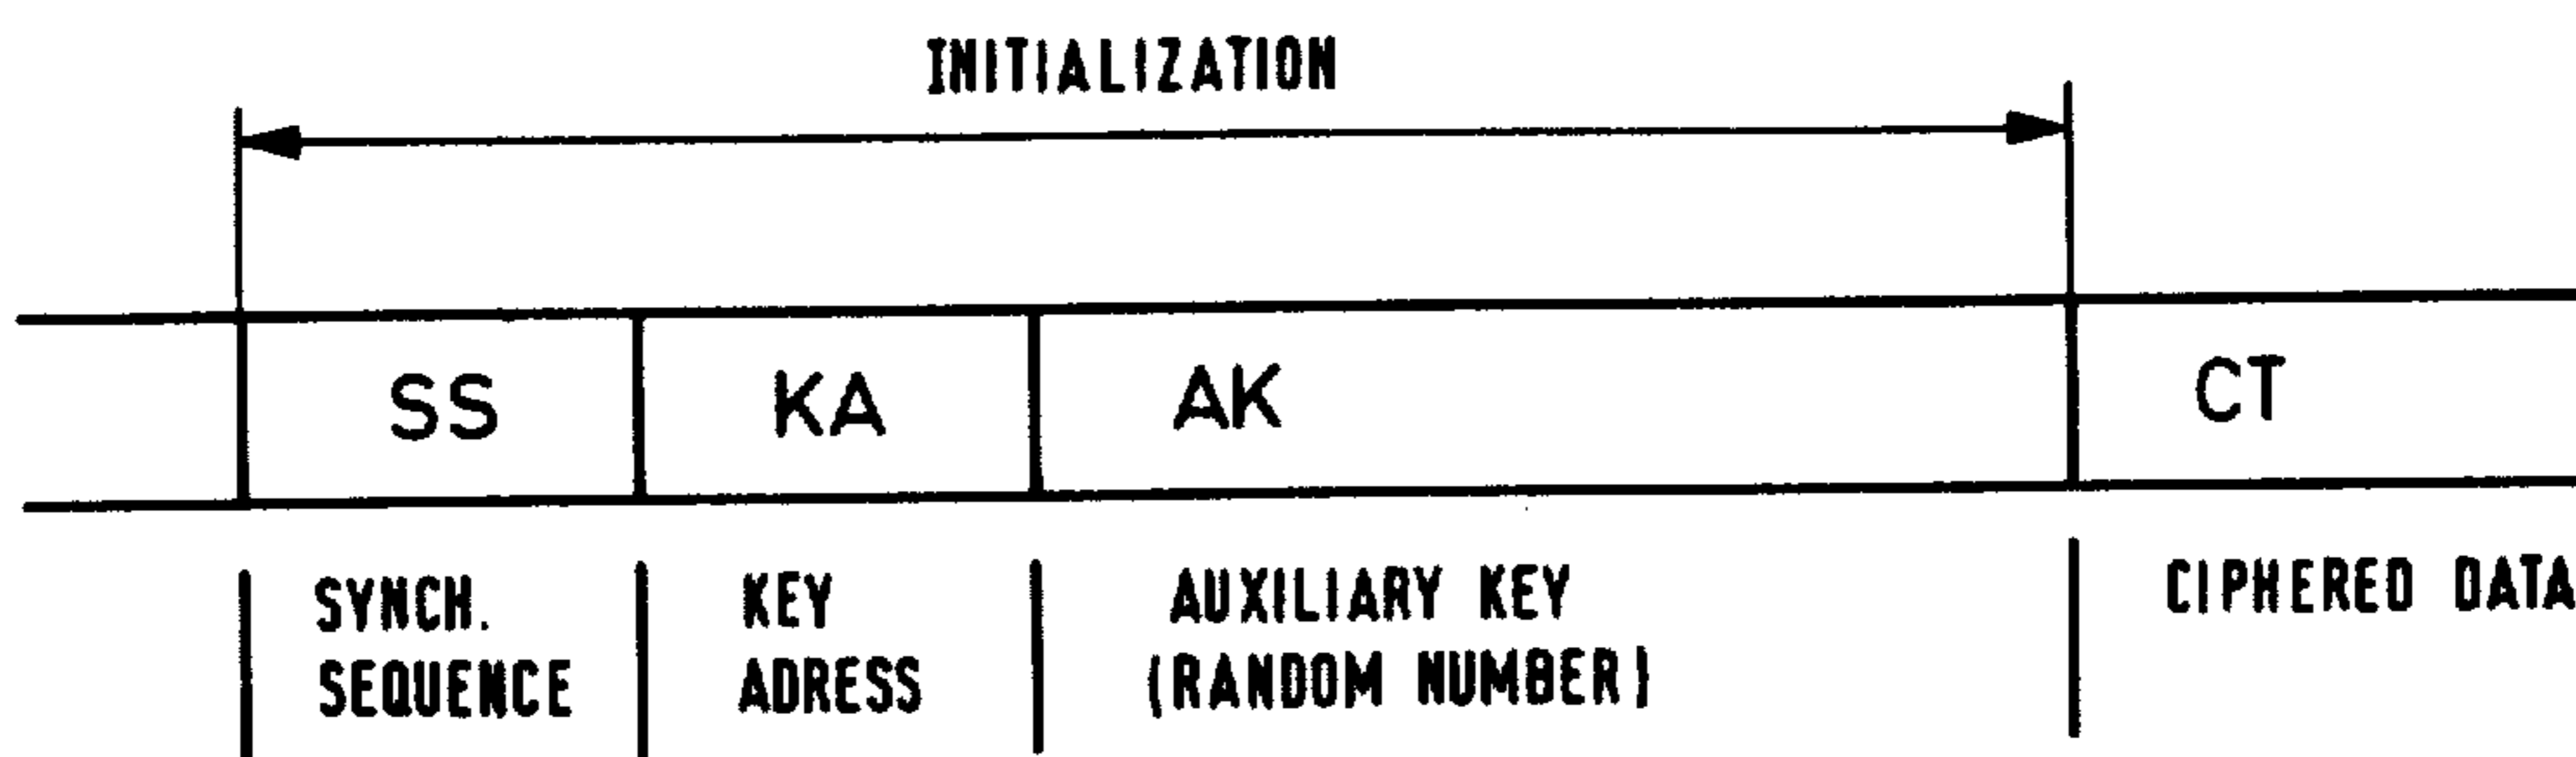 INITIALIZATION
SS KA AK CT
SYNCH. KEY AUXILIARY KEY CIPHERED DATA
SEQUENCE ADRESS (RANDOM NUMBER)